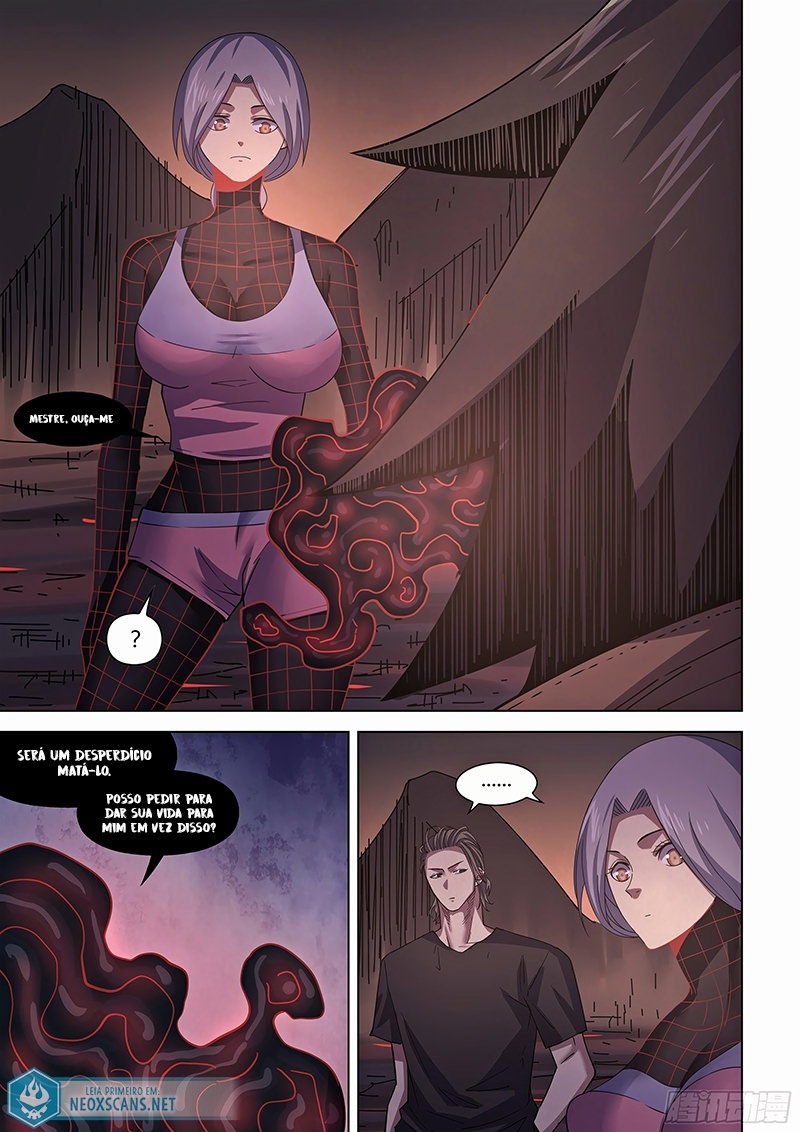 MESTRE, OUÇA-ME
?
SERÁ UM DESPERDÍCIO
MATÁ-LO.
POSSO PEDIR PARA
DAR SUA VIDA PARA
MIM EM VEZ DISSO?
......
LEIA PRIMEIRO EM:
NEOXSCANS.NET
腾讯动漫